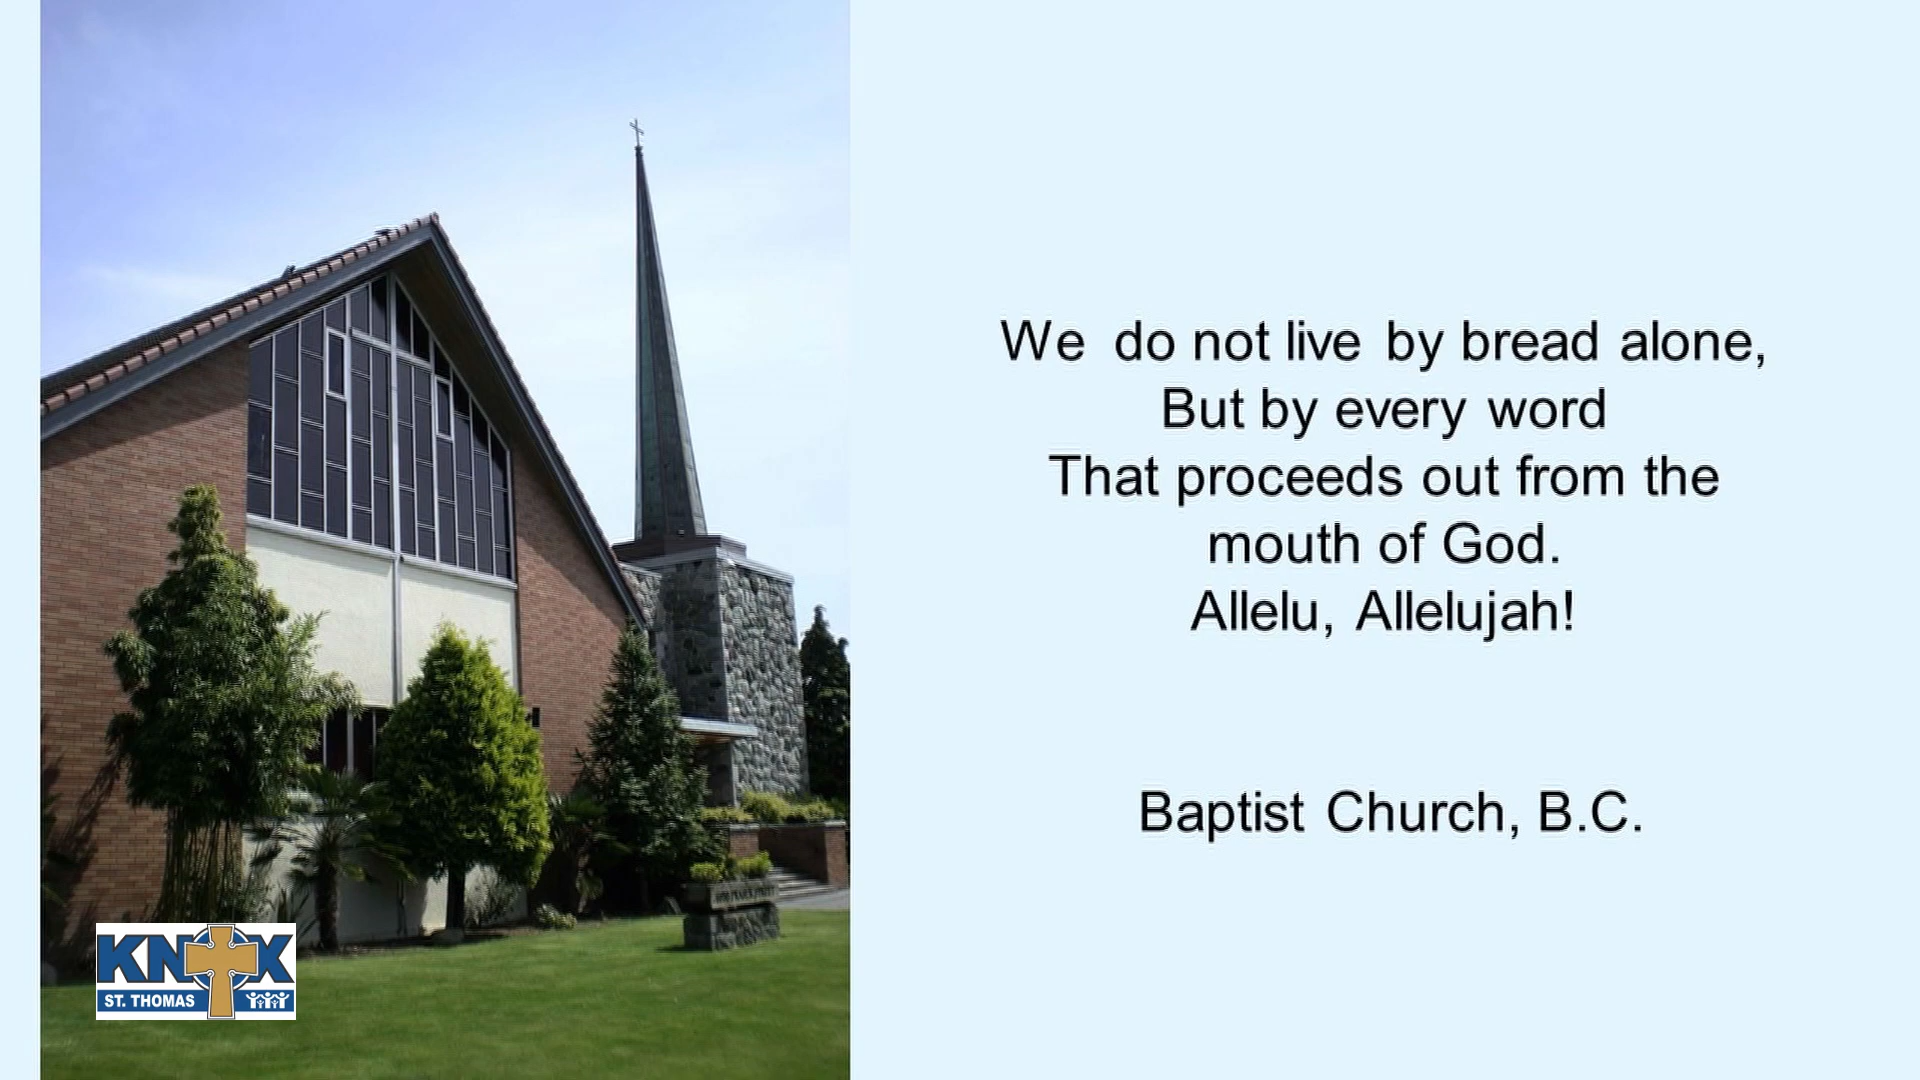 We do not live by bread alone,
But by every word
That proceeds out from the
mouth of God.
Allelu, Allelujah!
Baptist Church, B.C.
KNOX
ST. THOMAS